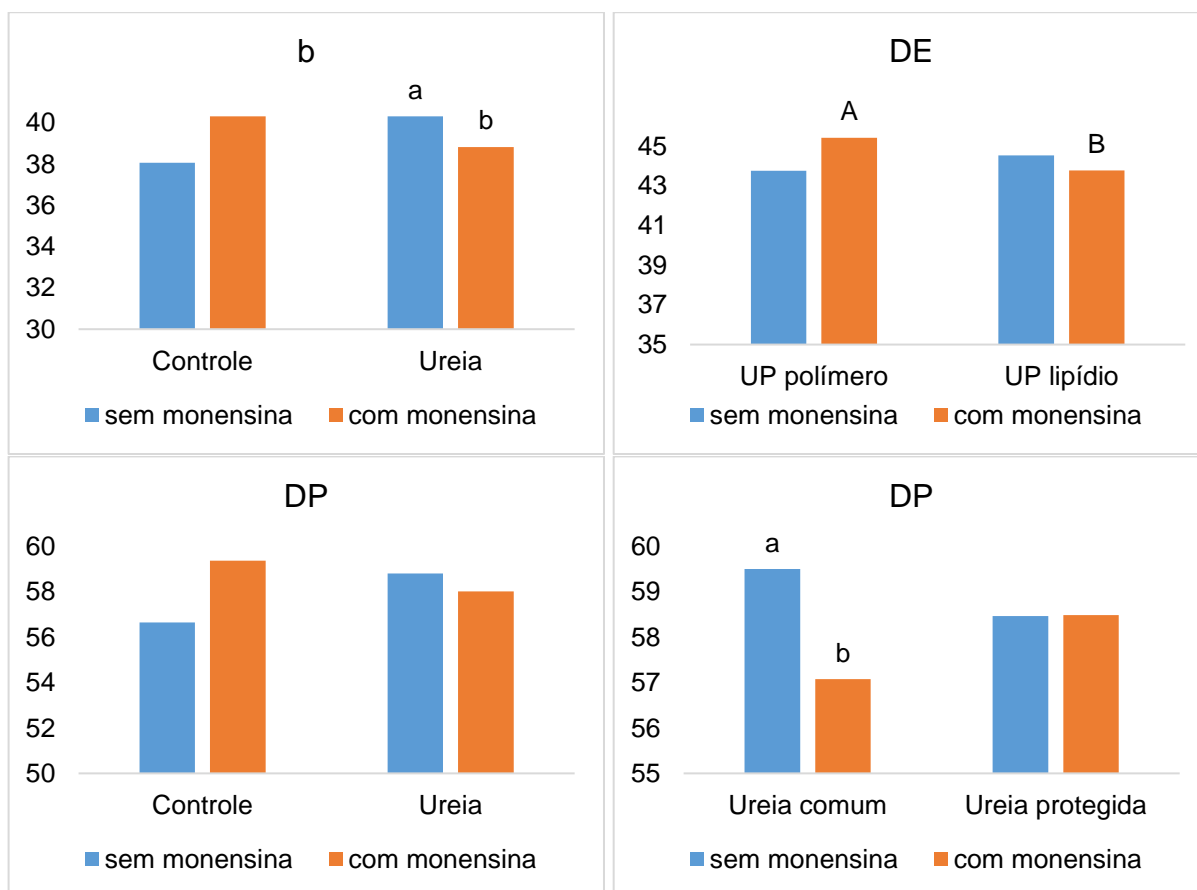 b
a
b
40
38
36
34
32
30
Controle Ureia
sem monensina com monensina
DE
A
B
45
43
41
39
37
35
UP polímero UP lipídio
sem monensina com monensina
DP
60
58
56
54
52
50
Controle Ureia
sem monensina com monensina
DP
a
b
60
59
58
57
56
55
Ureia comum Ureia protegida
sem monensina com monensina